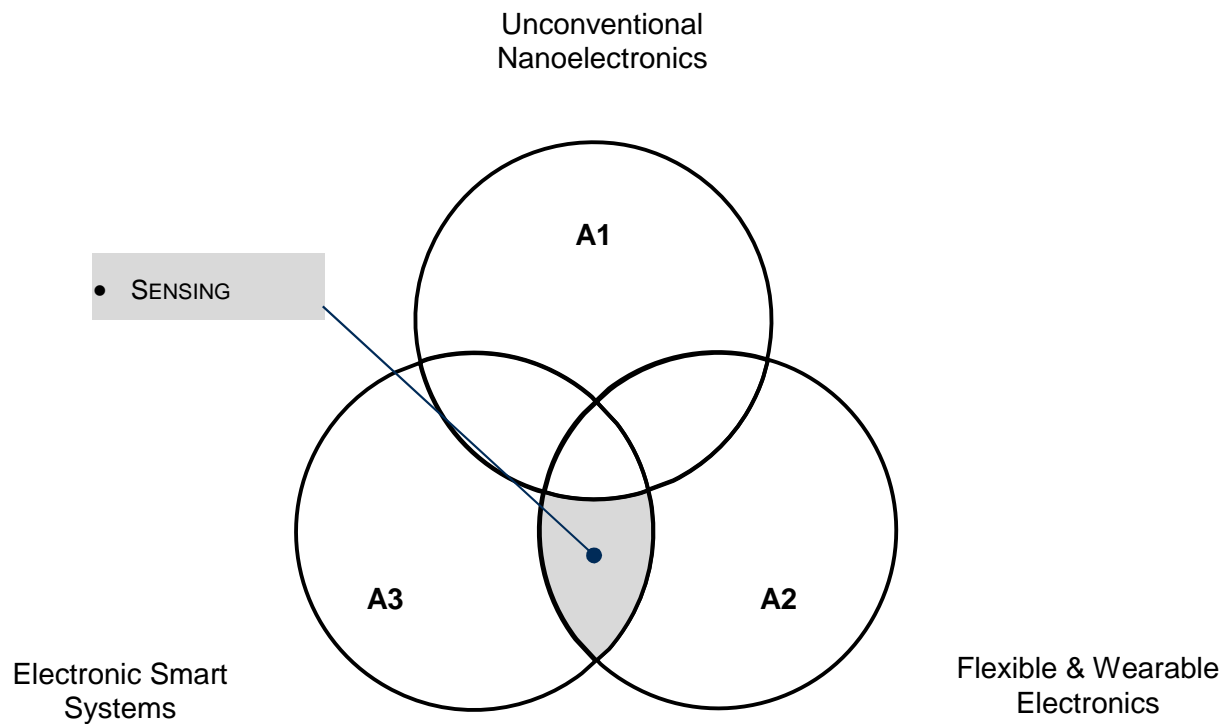 Unconventional
Nanoelectronics
A1
• SENSING
A3
A2
Electronic Smart
Systems
Flexible & Wearable
Electronics